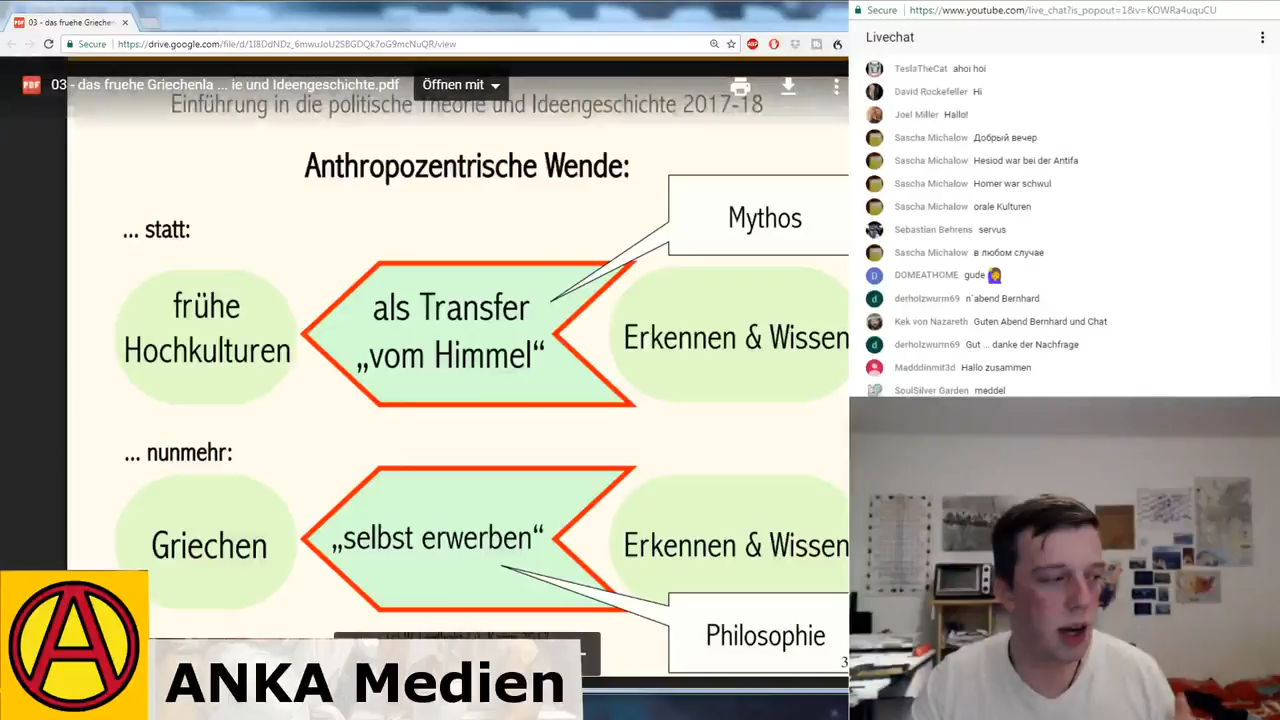 03 - das fruehe Griechen
Secure
https://drive.google.com/file/d/1I8DdNDz_6mwuJoU2SBGDQk7oG9mcNuQR/view
ABP
PDF
03 - das fruehe Griechenla ... ie und Ideengeschichte.pdf
Öffnen mit
Einführung in die politische Theorie und Ideengeschichte 2017-18
Anthropozentrische Wende:
... statt:
Mythos
frühe
Hochkulturen
als Transfer
„vom Himmel“
Erkennen & Wissen
... nunmehr:
Griechen
„selbst erwerben“
Erkennen & Wissen
Philosophie
3
A
ANKA Medien
Secure
https://www.youtube.com/live_chat?is_popout=1&v=KOWRa4uquCU
Livechat
TeslaTheCat ahoi hoi
David Rockefeller Hi
Joel Miller Hallo!
Sascha Michalow Добрый вечер
Sascha Michalow Hesiod war bei der Antifa
Sascha Michalow Homer war schwul
Sascha Michalow orale Kulturen
Sebastian Behrens servus
Sascha Michalow в любом случае
D
DOMEATHOME gude
d
derholzwurm69 n´abend Bernhard
Kek von Nazareth Guten Abend Bernhard und Chat
d
derholzwurm69 Gut ... danke der Nachfrage
Madddinmit3d Hallo zusammen
SoulSilver Garden meddel